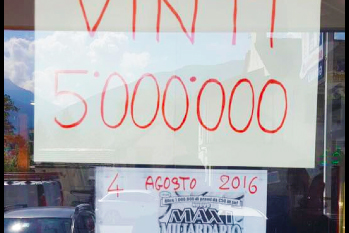 VINTI
5'000'000
4 AGOSTO 2016
MAXI
MILIARDARIO